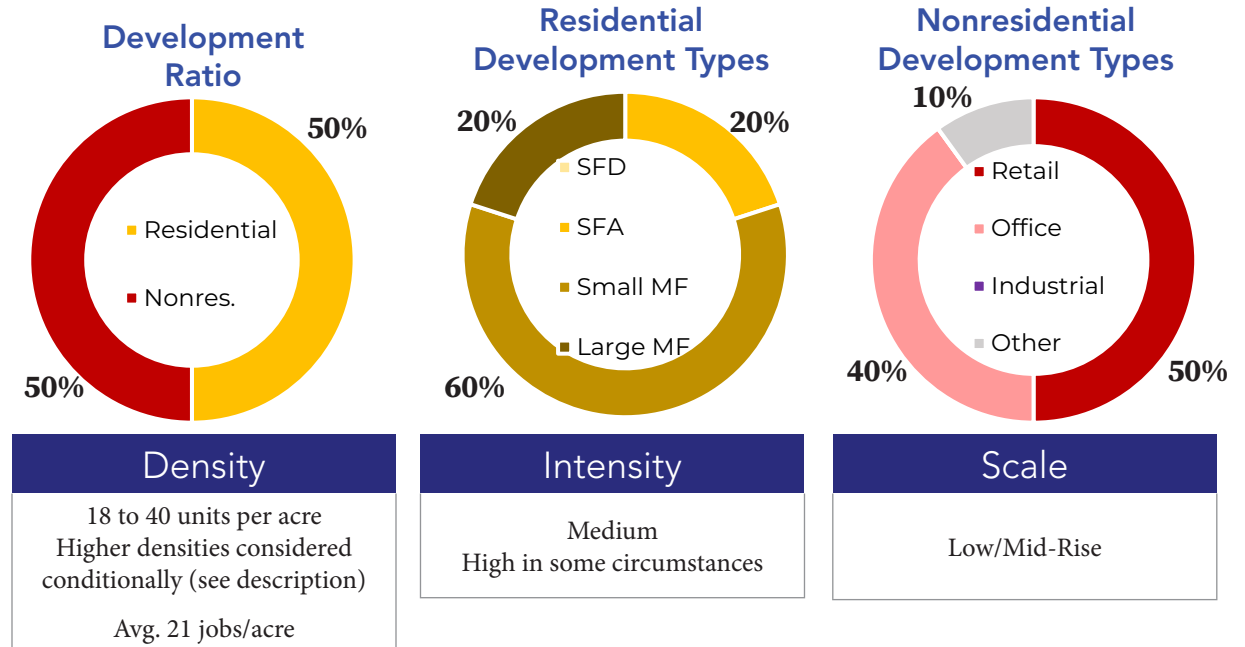 Development
Ratio
50%
Residential
Nonres.
50%
Residential
Development Types
20%
20%
SFD
SFA
Small MF
Large MF
60%
Nonresidential
Development Types
10%
Retail
Office
Industrial
Other
40%
50%
Density
18 to 40 units per acre
Higher densities considered
conditionally (see description)
Avg. 21 jobs/acre
Intensity
Medium
High in some circumstances
Scale
Low/Mid-Rise